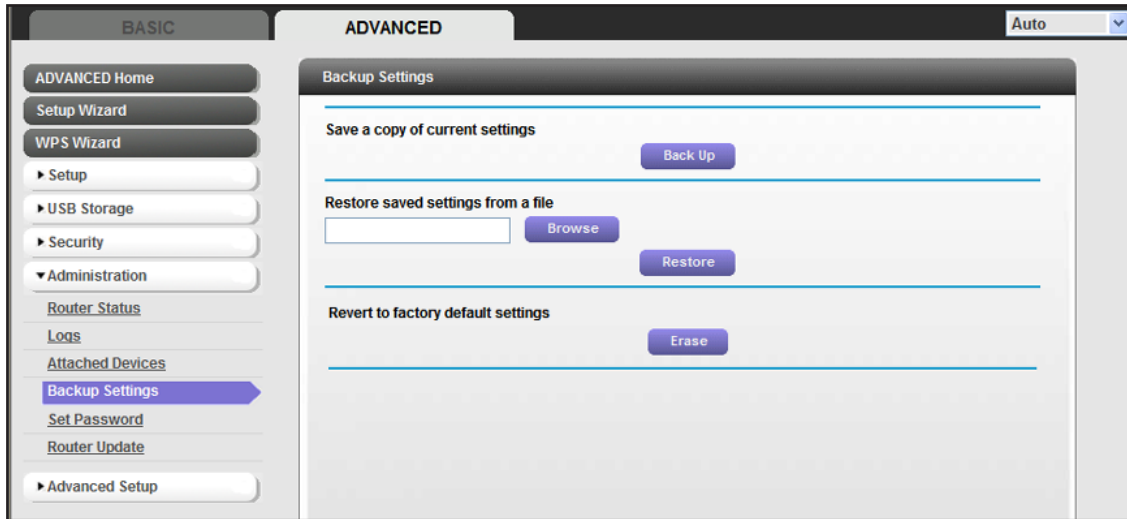 BASIC
ADVANCED
Auto
ADVANCED Home
Setup Wizard
WPS Wizard
Setup
USB Storage
Security
Administration
Router Status
Logs
Attached Devices
Backup Settings
Set Password
Router Update
Advanced Setup
Backup Settings
Save a copy of current settings
Back Up
Restore saved settings from a file
Browse
Restore
Revert to factory default settings
Erase